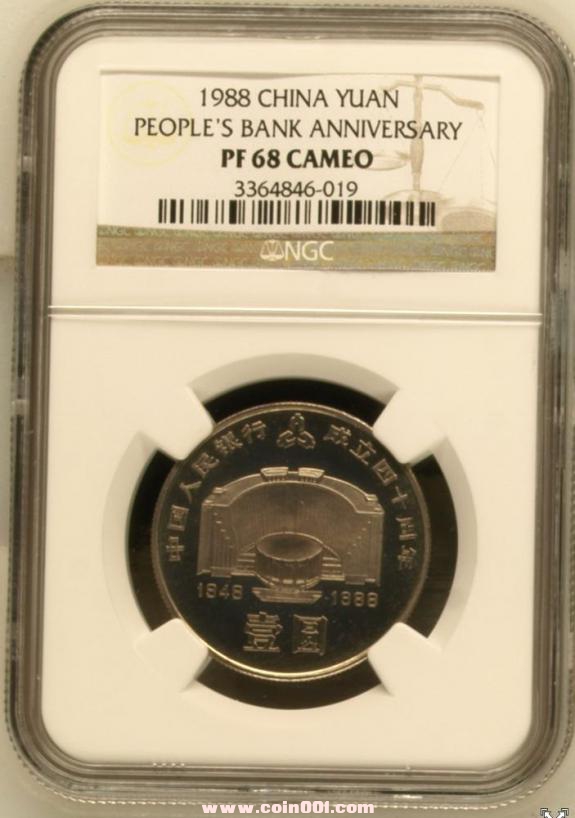 1988 CHINA YUAN
PEOPLE'S BANK ANNIVERSARY
PF 68 CAMEO
3364846-019
NGC
中国人民银行 成立四十周年
1948 - 1988
壹圆
www.coin001.com